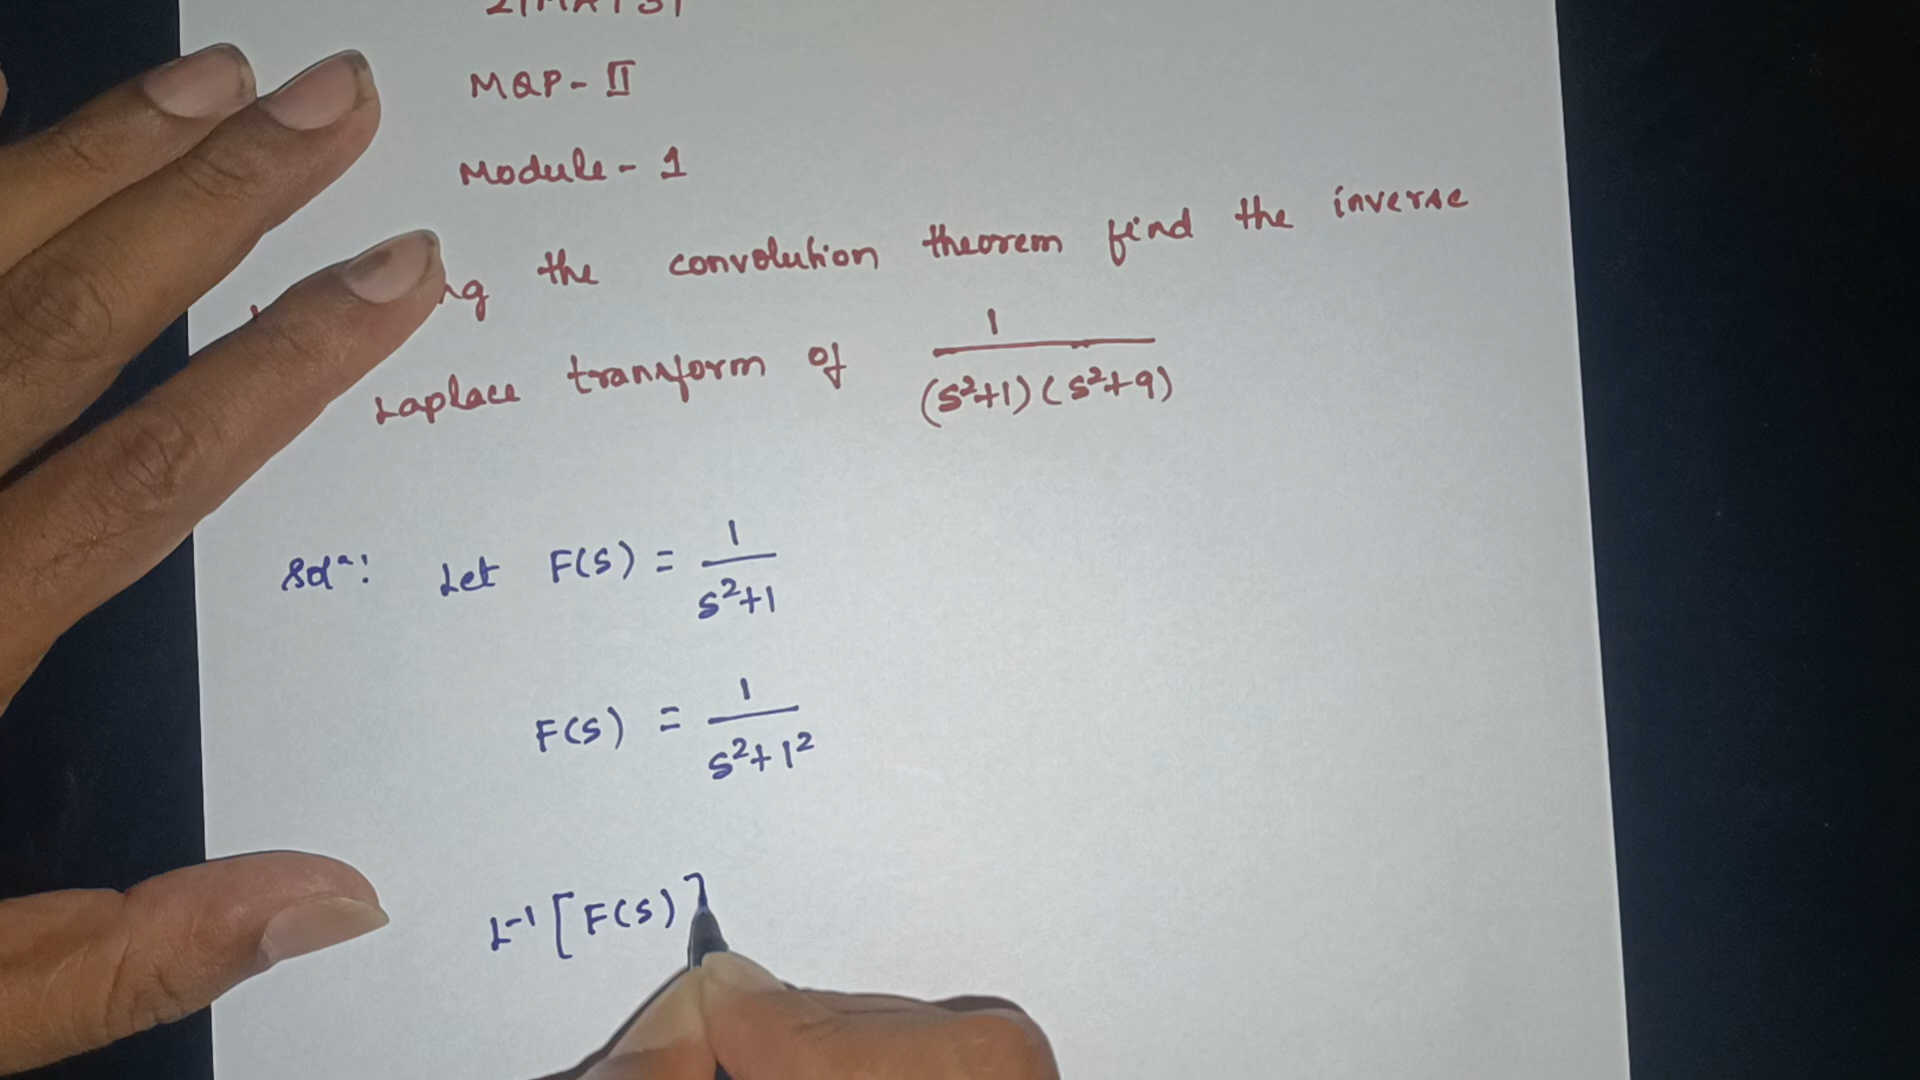 MQP - II
Module - 1
the convolution theorem find the inverse
Laplace transform of 1/((s²+1)(s²+9))
Solⁿ: Let F(s) = 1/(s²+1)
F(s) = 1/(s²+1²)
L⁻¹[F(s)]